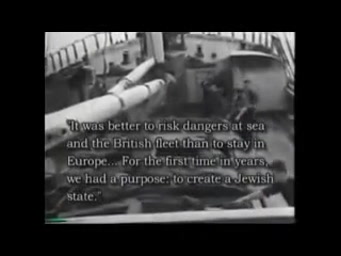 "It was better to risk dangers at sea
and the British fleet than to stay in
Europe... For the first time in years,
we had a purpose: to create a Jewish
state."